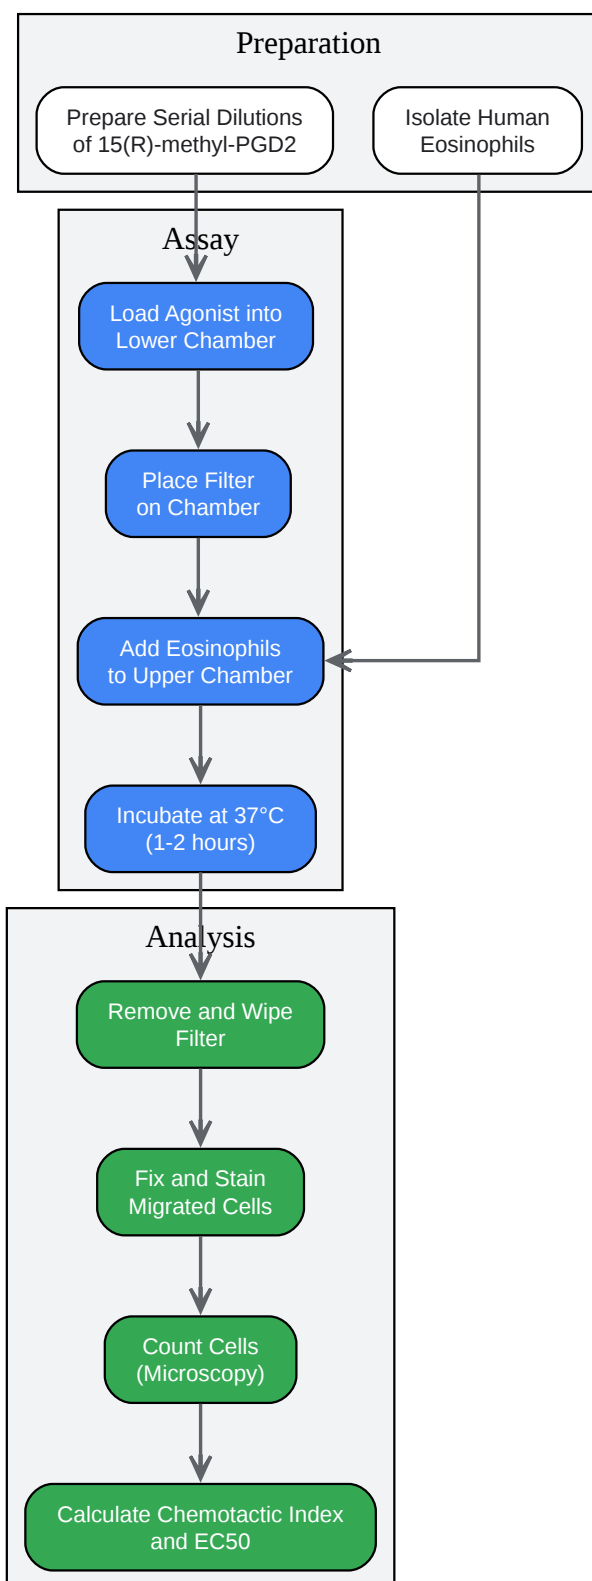 Preparation
Prepare Serial Dilutions
of 15(R)-methyl-PGD2
Isolate Human
Eosinophils
Assay
Load Agonist into
Lower Chamber
Place Filter
on Chamber
Add Eosinophils
to Upper Chamber
Incubate at 37°C
(1-2 hours)
Analysis
Remove and Wipe
Filter
Fix and Stain
Migrated Cells
Count Cells
(Microscopy)
Calculate Chemotactic Index
and EC50